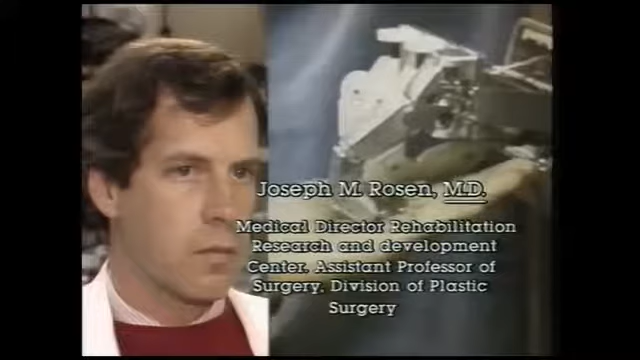 Joseph M. Rosen, M.D.
Medical Director Rehabilitation
Research and development
Center, Assistant Professor of
Surgery, Division of Plastic
Surgery